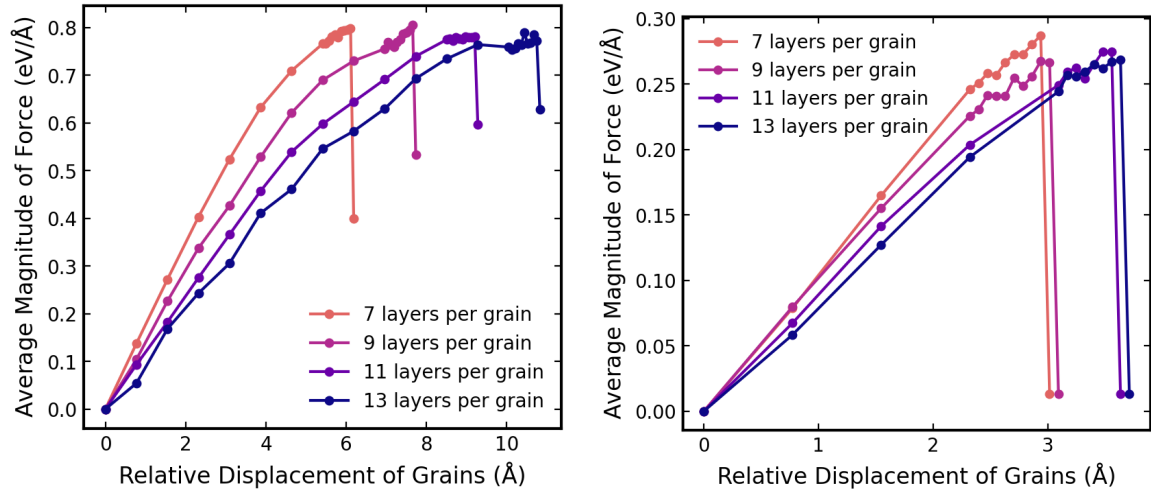 Average Magnitude of Force (eV/Å)
0.8
0.7
0.6
0.5
0.4
0.3
0.2
0.1
0.0
7 layers per grain
9 layers per grain
11 layers per grain
13 layers per grain
0 2 4 6 8 10
Relative Displacement of Grains (Å)
Average Magnitude of Force (eV/Å)
0.30
0.25
0.20
0.15
0.10
0.05
0.00
7 layers per grain
9 layers per grain
11 layers per grain
13 layers per grain
0 1 2 3
Relative Displacement of Grains (Å)